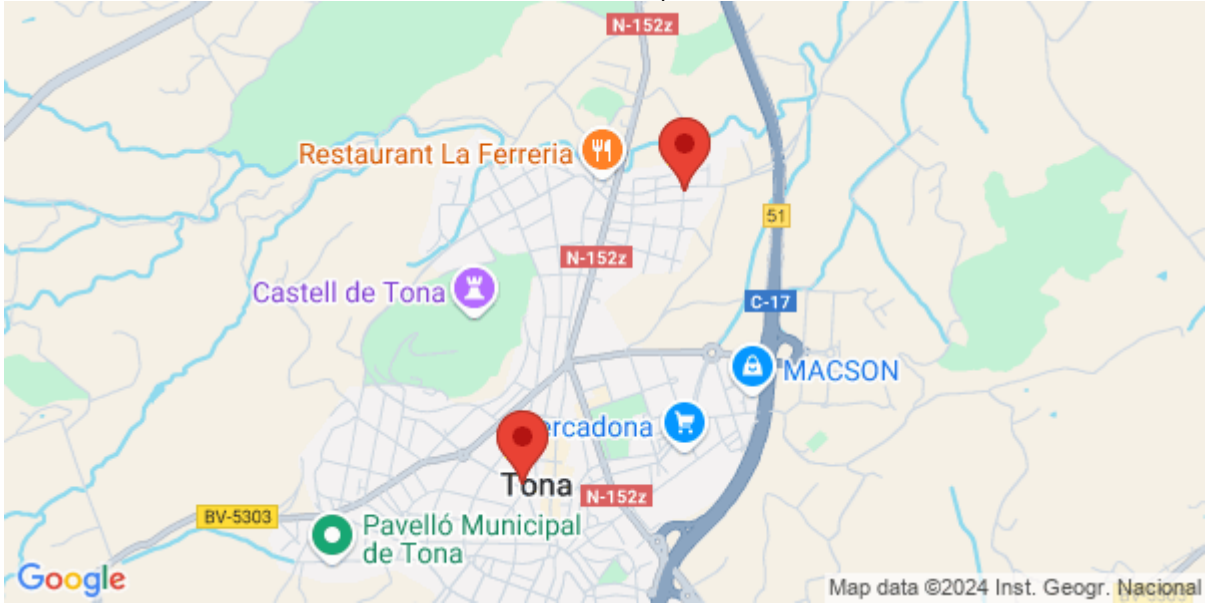 N-152z
Restaurant La Ferreria
51
N-152z
Castell de Tona
C-17
MACSON
ercadona
Tona
N-152z
BV-5303
Pavelló Municipal
de Tona
Google
Map data ©2024 Inst. Geogr. Nacional